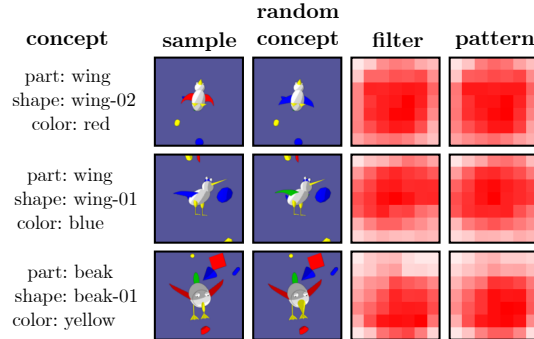 concept
sample
random
concept
filter
pattern
part: wing
shape: wing-02
color: red
part: wing
shape: wing-01
color: blue
part: beak
shape: beak-01
color: yellow